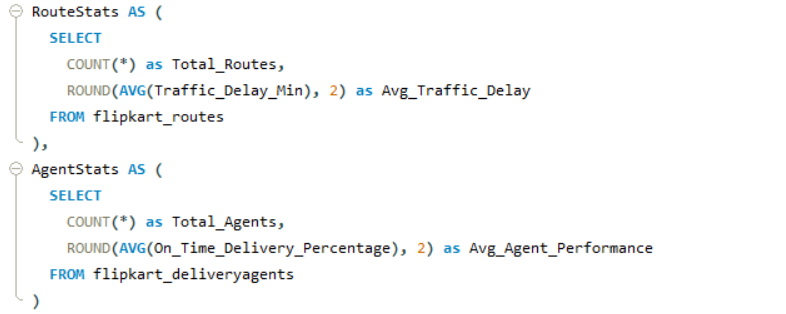 RouteStats AS (
SELECT
COUNT(*) as Total_Routes,
ROUND(AVG(Traffic_Delay_Min), 2) as Avg_Traffic_Delay
FROM flipkart_routes
),
AgentStats AS (
SELECT
COUNT(*) as Total_Agents,
ROUND(AVG(On_Time_Delivery_Percentage), 2) as Avg_Agent_Performance
FROM flipkart_deliveryagents
)